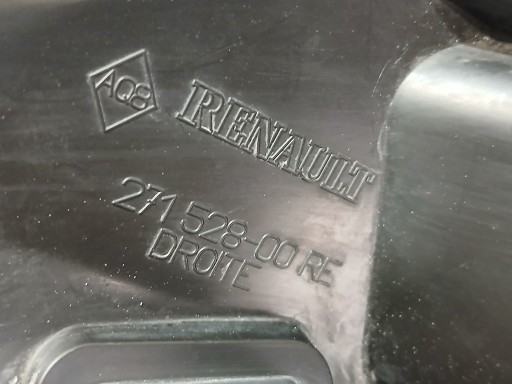 AQ8
RENAULT
271 528-00 RE
DROITE